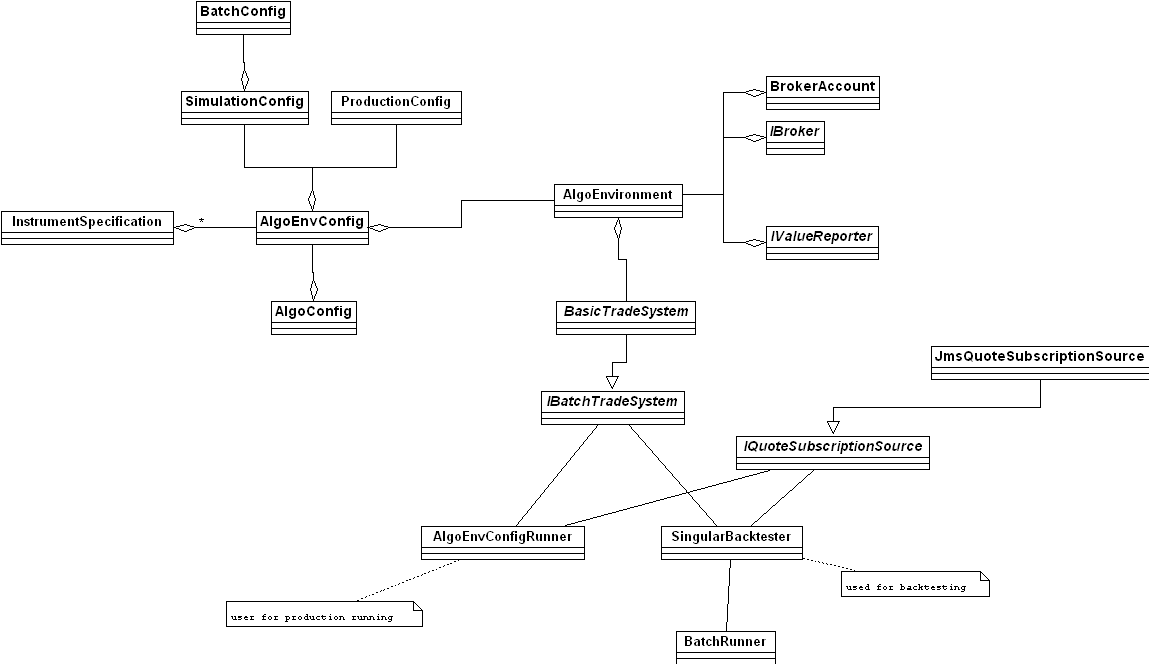 BatchConfig
SimulationConfig
ProductionConfig
BrokerAccount
IBroker
AlgoEnvironment
InstrumentSpecification
*
AlgoEnvConfig
IValueReporter
AlgoConfig
BasicTradeSystem
JmsQuoteSubscriptionSource
IBatchTradeSystem
IQuoteSubscriptionSource
AlgoEnvConfigRunner
SingularBacktester
used for backtesting
user for production running
BatchRunner